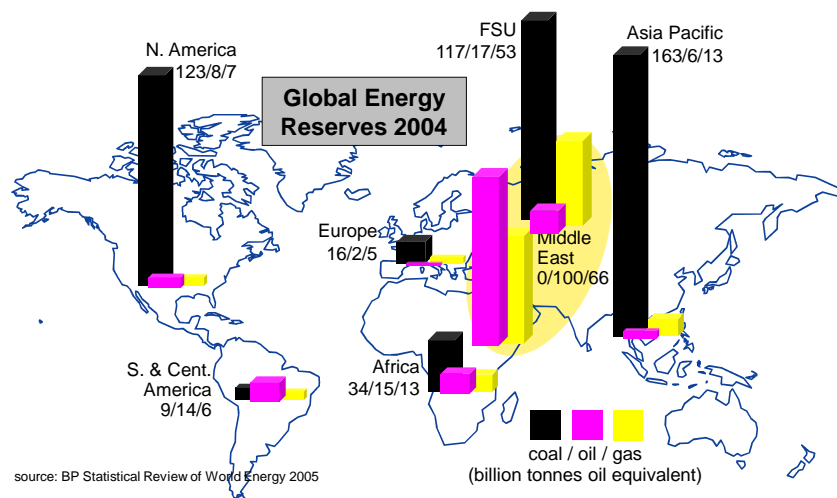 FSU
117/17/53
N. America
123/8/7
Asia Pacific
163/6/13
Global Energy
Reserves 2004
Europe
16/2/5
Middle
East
0/100/66
S. & Cent.
America
9/14/6
Africa
34/15/13
coal / oil / gas
(billion tonnes oil equivalent)
source: BP Statistical Review of World Energy 2005